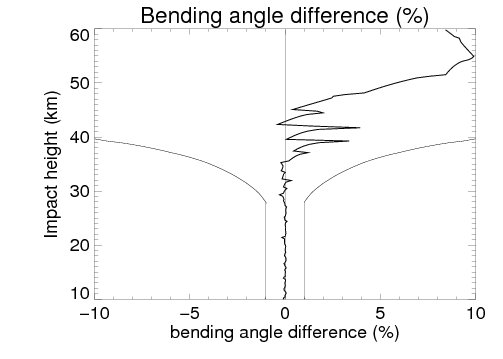 Bending angle difference (%)
60
50
40
30
20
10
Impact height (km)
−10 −5 0 5 10
bending angle difference (%)